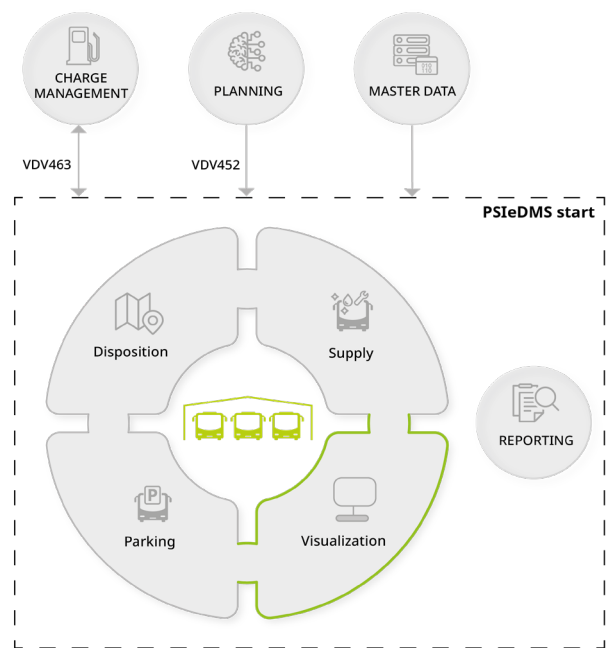 CHARGE
MANAGEMENT
PLANNING
MASTER DATA
VDV463
VDV452
PSIeDMS start
Disposition
Supply
REPORTING
P
Parking
Visualization